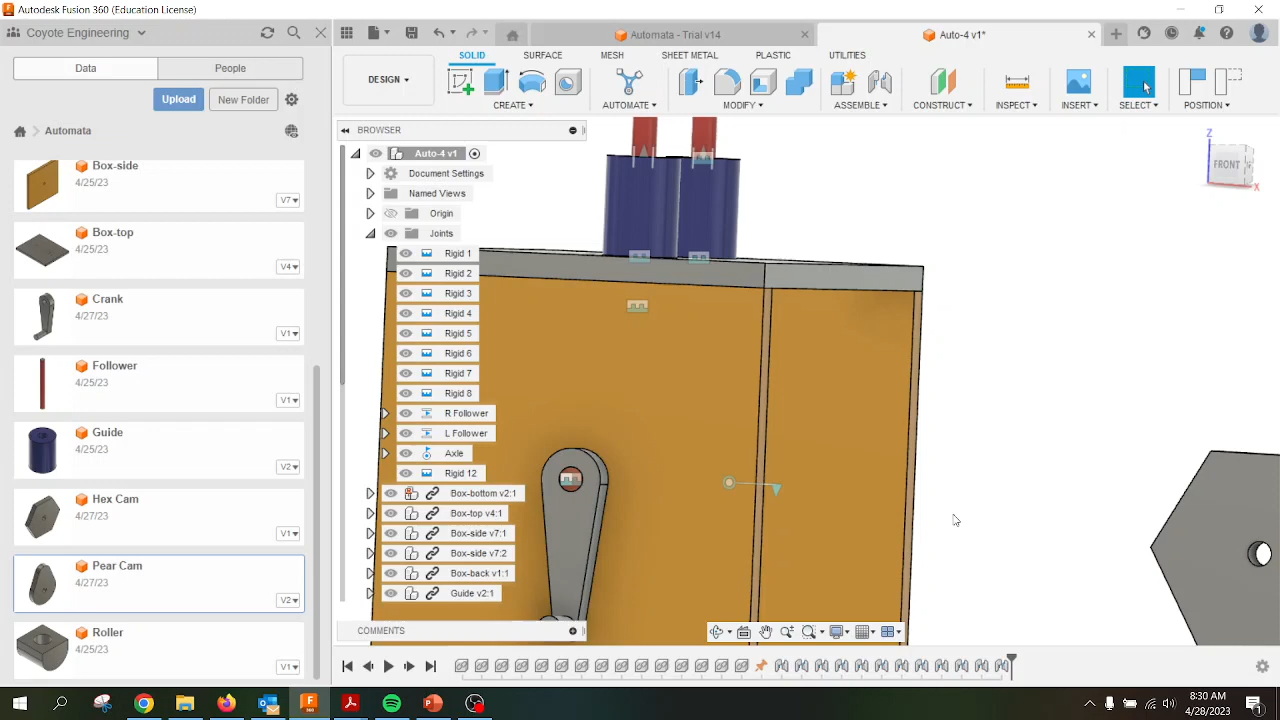 Autodesk Fusion 360 (Education License)
Coyote Engineering
Automata - Trial v14
Auto-4 v1*
Data
People
Upload
New Folder
Automata
Box-side
4/25/23
V7
Box-top
4/25/23
V4
Crank
4/27/23
V1
Follower
4/25/23
V1
Guide
4/25/23
V2
Hex Cam
4/27/23
V1
Pear Cam
4/27/23
V2
Roller
4/25/23
V1
DESIGN
SOLID
SURFACE
MESH
SHEET METAL
PLASTIC
UTILITIES
CREATE
AUTOMATE
MODIFY
ASSEMBLE
CONSTRUCT
INSPECT
INSERT
SELECT
POSITION
BROWSER
Auto-4 v1
Document Settings
Named Views
Origin
Joints
Rigid 1
Rigid 2
Rigid 3
Rigid 4
Rigid 5
Rigid 6
Rigid 7
Rigid 8
R Follower
L Follower
Axle
Rigid 12
Box-bottom v2:1
Box-top v4:1
Box-side v7:1
Box-side v7:2
Box-back v1:1
Guide v2:1
COMMENTS
Z
FRONT
X
8:30 AM
4/28/2023